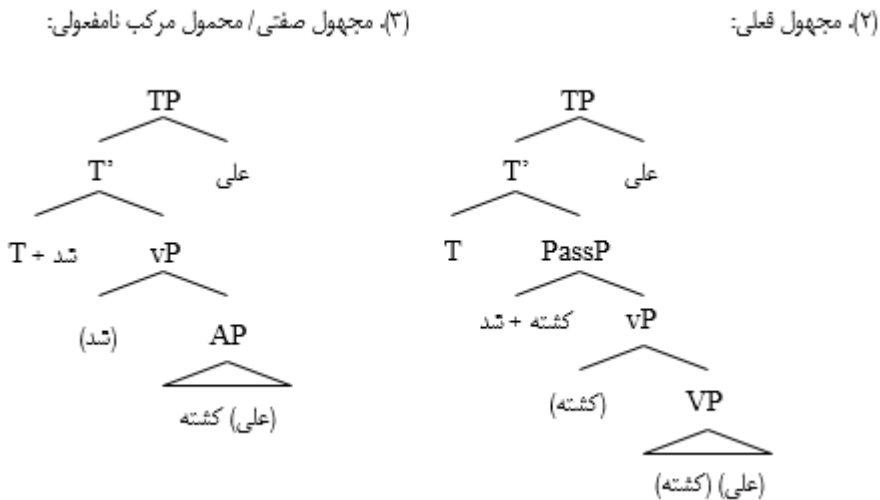 (۲). مجهول فعلی:
TP
T’ علی
T PassP
کشته + شد vP
(کشته) VP
(علی) (کشته)
(۳). مجهول صفتی/ محمول مرکب نامفعولی:
TP
T’ علی
T + شد vP
(شد) AP
(علی) کشته